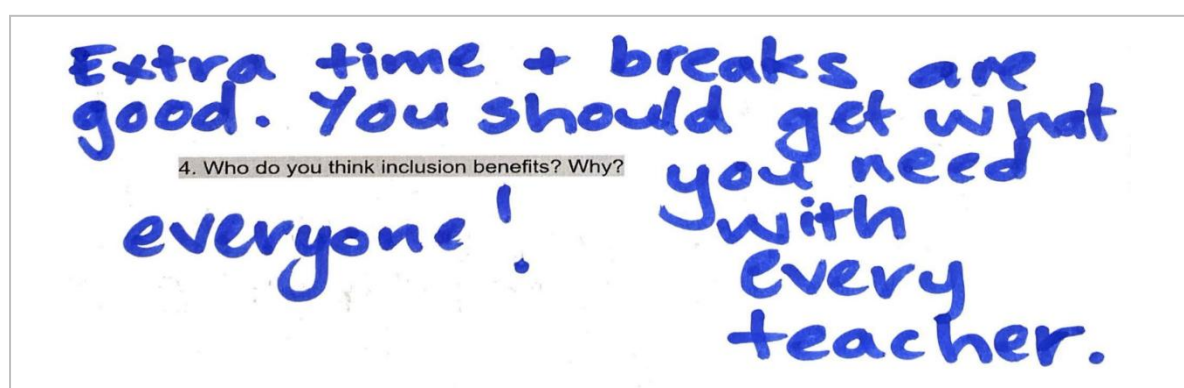 Extra time + breaks are
good. You should get what
you need
with
every
teacher.
4. Who do you think inclusion benefits? Why?
everyone!